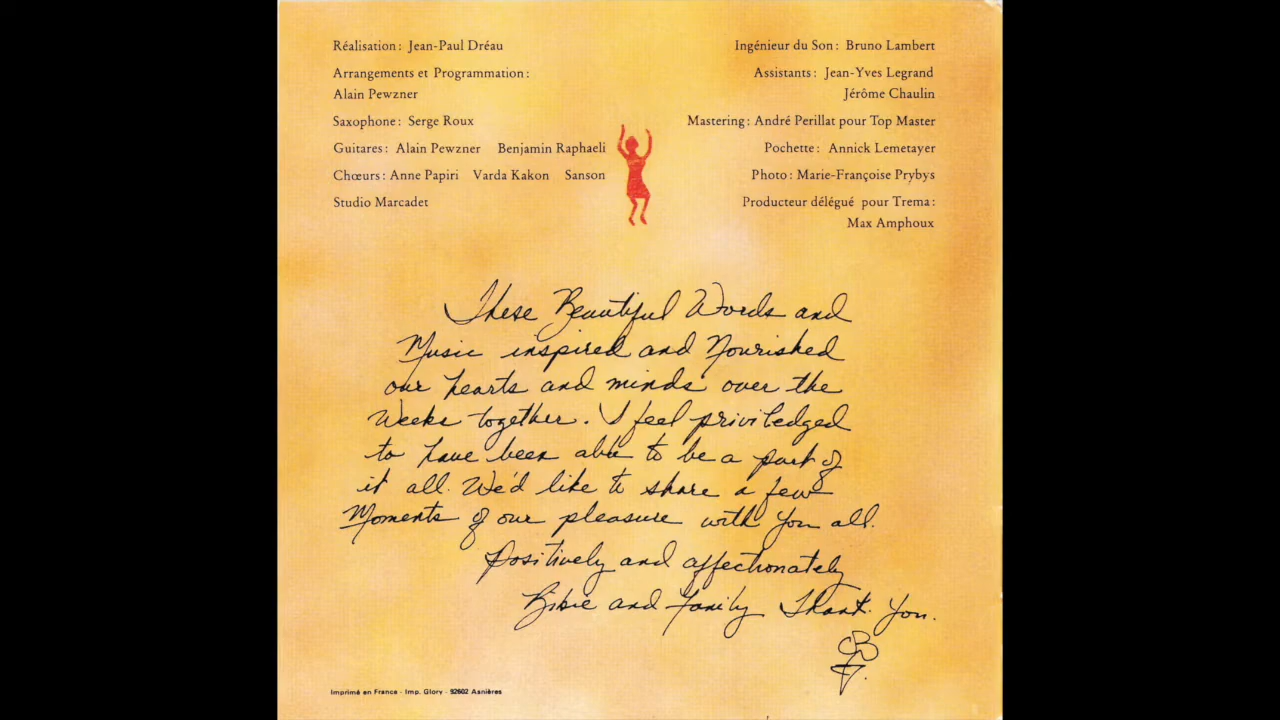 Réalisation : Jean-Paul Dréau
Arrangements et Programmation :
Alain Pewzner
Saxophone : Serge Roux
Guitares : Alain Pewzner Benjamin Raphaeli
Chœurs : Anne Papiri Varda Kakon Sanson
Studio Marcadet
Ingénieur du Son : Bruno Lambert
Assistants : Jean-Yves Legrand
Jérôme Chaulin
Mastering : André Perillat pour Top Master
Pochette : Annick Lemetayer
Photo : Marie-Françoise Prybys
Producteur délégué pour Trema :
Max Amphoux
These Beautiful Words and
Music inspired and Nourished
our hearts and minds over the
Weeks together. I feel priviledged
to have been able to be a part of
it all. We'd like to share a few
Moments of our pleasure with you all.
Positively and affectionately
Bibie and family Thank You.
Imprimé en France - Imp. Glory - 92602 Asnières